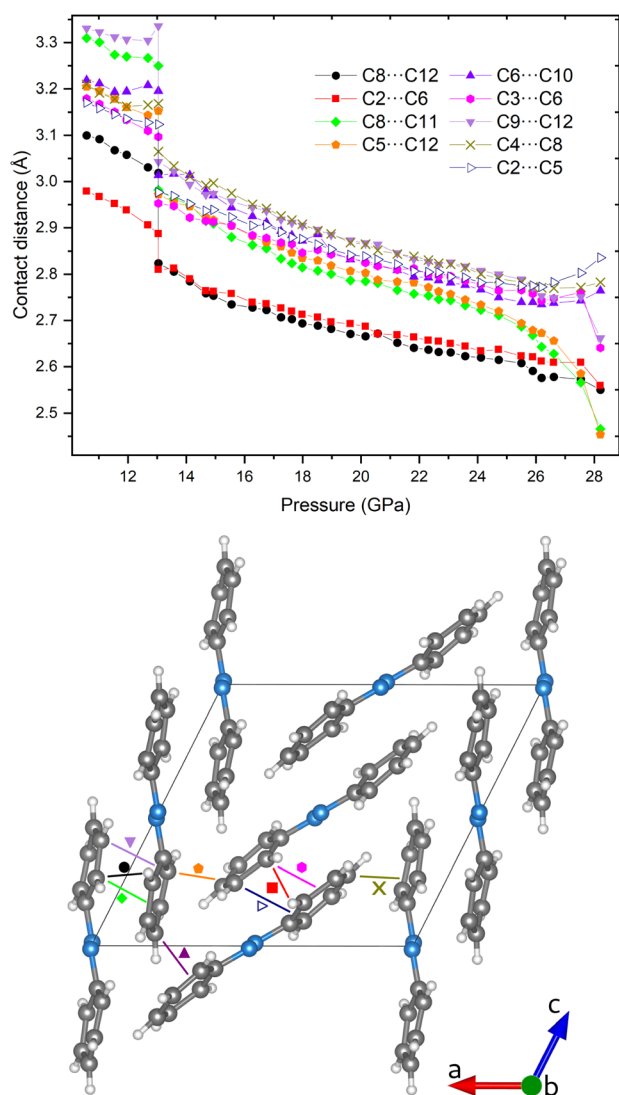 3.3
3.2
3.1
3.0
2.9
2.8
2.7
2.6
2.5
Contact distance (Å)
C8···C12
C2···C6
C8···C11
C5···C12
C6···C10
C3···C6
C9···C12
C4···C8
C2···C5
12 14 16 18 20 22 24 26 28
Pressure (GPa)
c
a
b